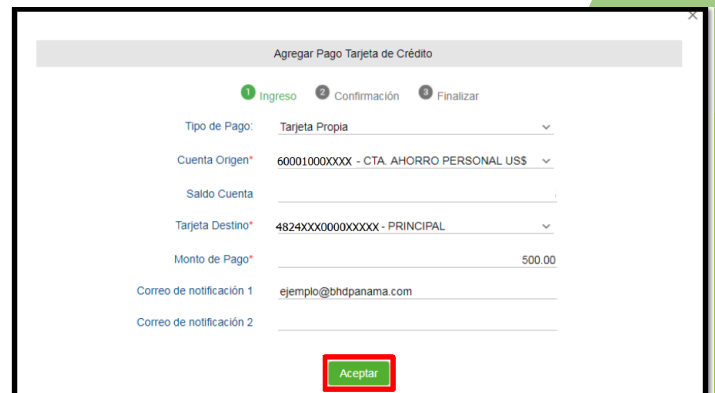 Agregar Pago Tarjeta de Crédito
1 Ingreso 2 Confirmación 3 Finalizar
Tipo de Pago: Tarjeta Propia
Cuenta Origen* 60001000XXXX - CTA. AHORRO PERSONAL US$
Saldo Cuenta
Tarjeta Destino* 4824XXX0000XXXXX - PRINCIPAL
Monto de Pago* 500.00
Correo de notificación 1 ejemplo@bhdpanama.com
Correo de notificación 2
Aceptar